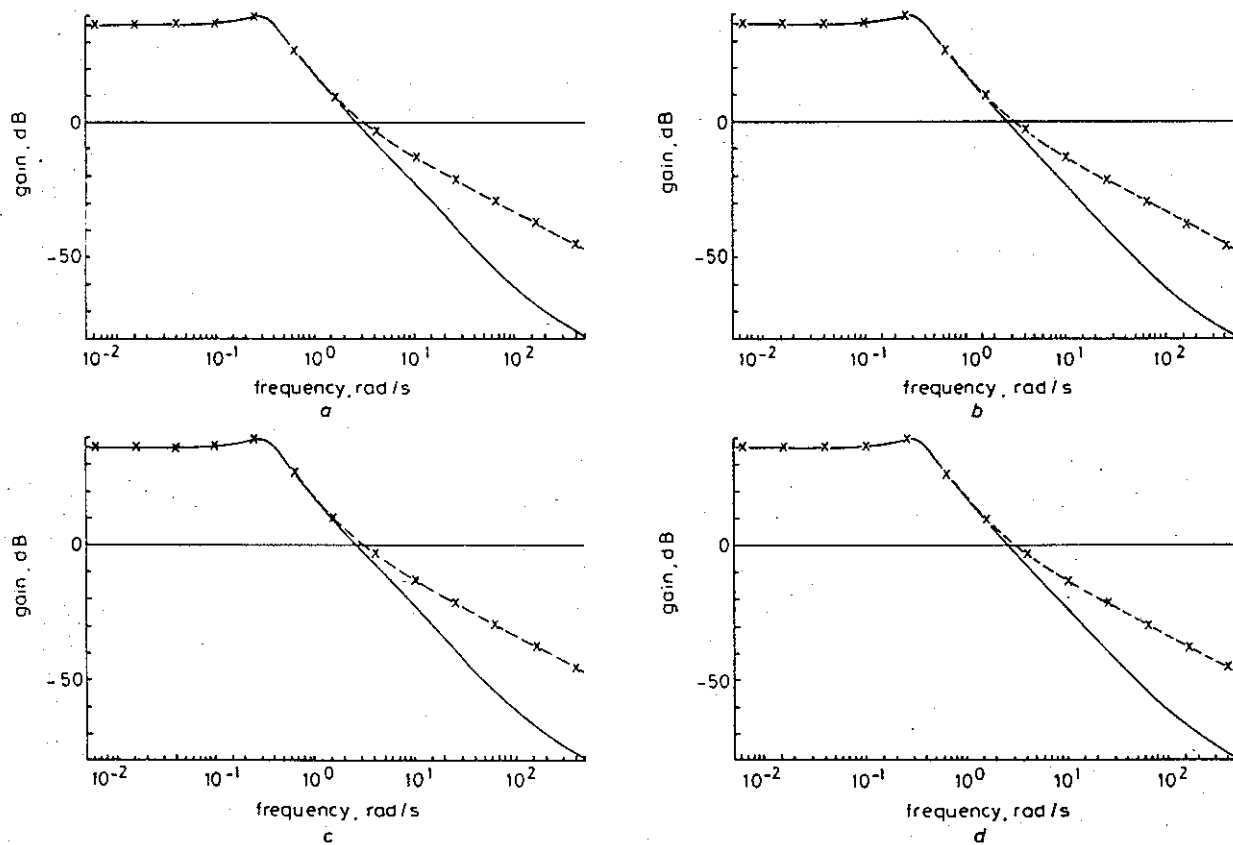 0
-50
gain, dB
10-2 10-1 100 101 102
frequency, rad/s
a
0
-50
gain, dB
10-2 10-1 100 101 102
frequency, rad/s
b
0
-50
gain, dB
10-2 10-1 100 101 102
frequency, rad/s
c
0
-50
gain, dB
10-2 10-1 100 101 102
frequency, rad/s
d